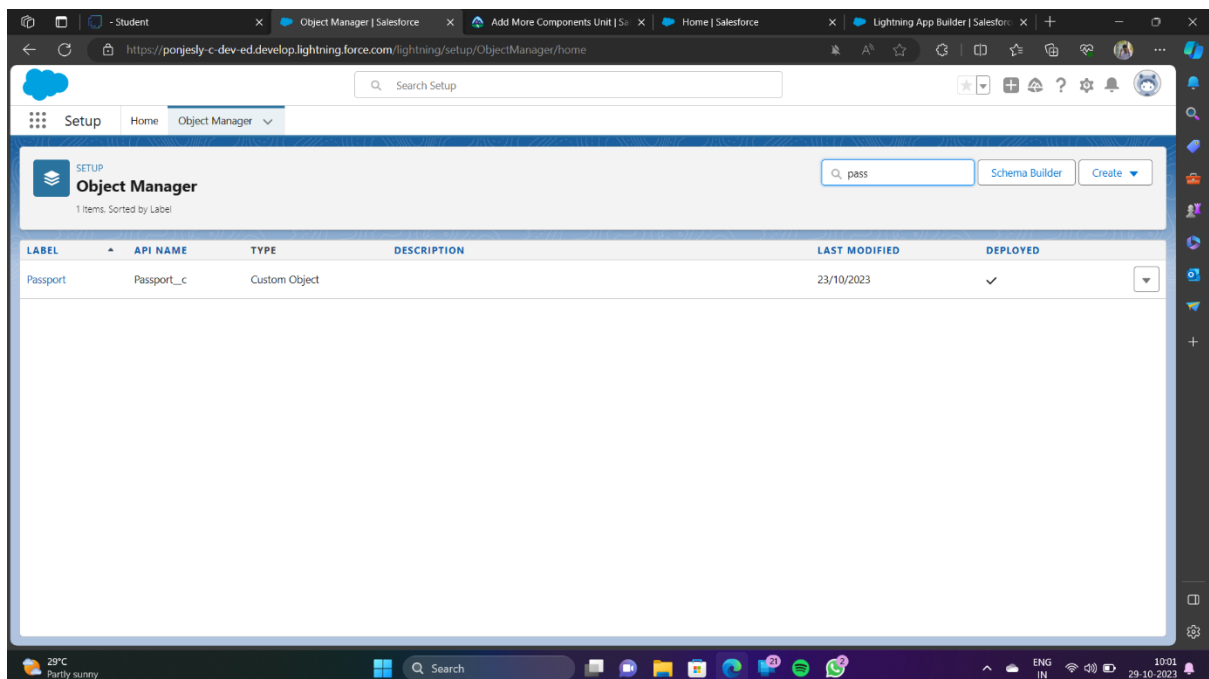 - Student
Object Manager | Salesforce
Add More Components Unit | Sa
Home | Salesforce
Lightning App Builder | Salesforc
https://ponjesly-c-dev-ed.develop.lightning.force.com/lightning/setup/ObjectManager/home
Search Setup
Setup Home Object Manager
SETUP
Object Manager
1 Items, Sorted by Label
pass
Schema Builder
Create
LABEL API NAME TYPE DESCRIPTION LAST MODIFIED DEPLOYED
Passport Passport__c Custom Object 23/10/2023
29°C
Partly sunny
Search
21
2
ENG
IN
10:01
29-10-2023